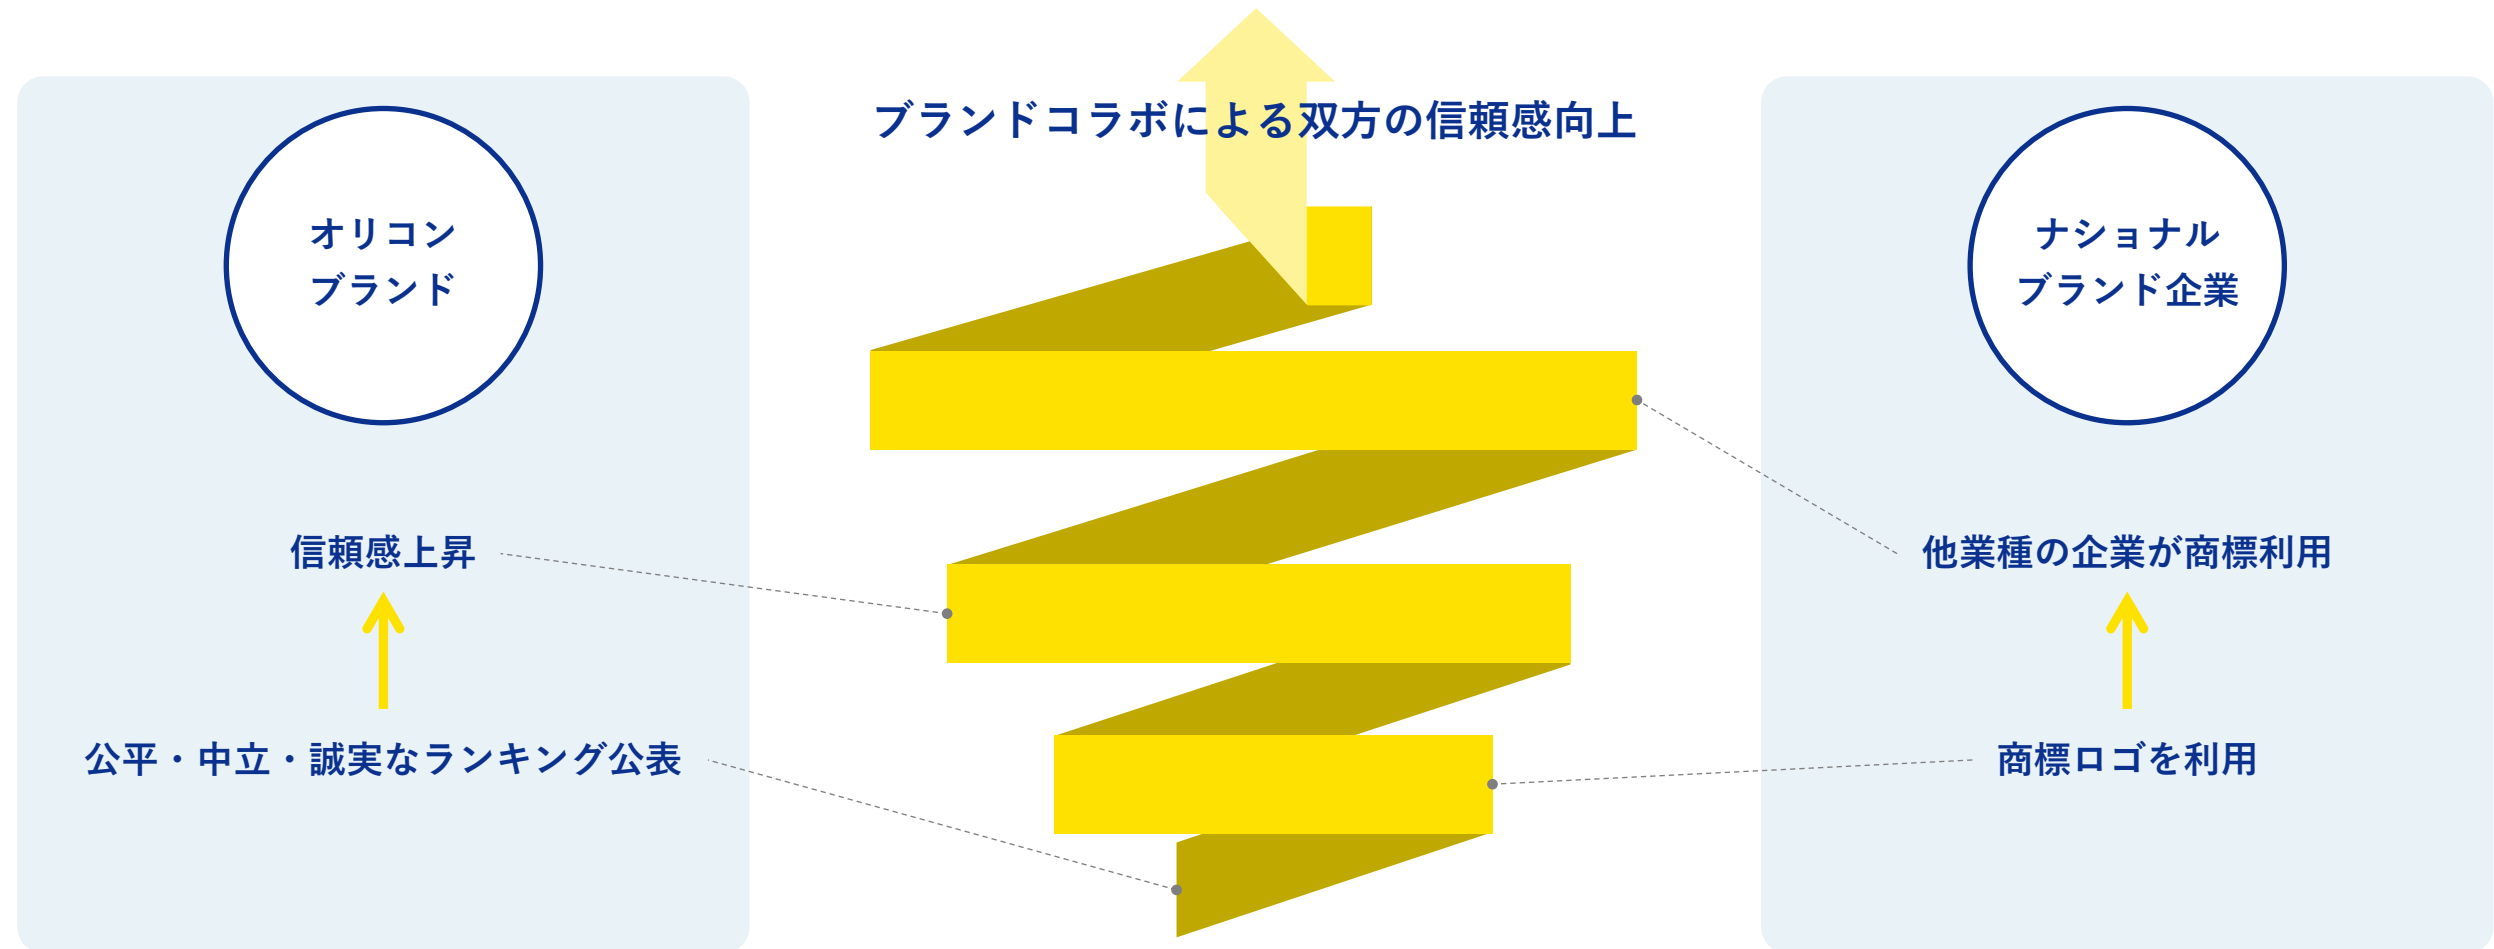 ブランドコラボによる双方の信頼感向上
オリコン
ブランド
信頼感上昇
公平・中立・誠実なランキング公表
ナショナル
ブランド企業
他業種の企業が商標利用
商標ロゴを利用